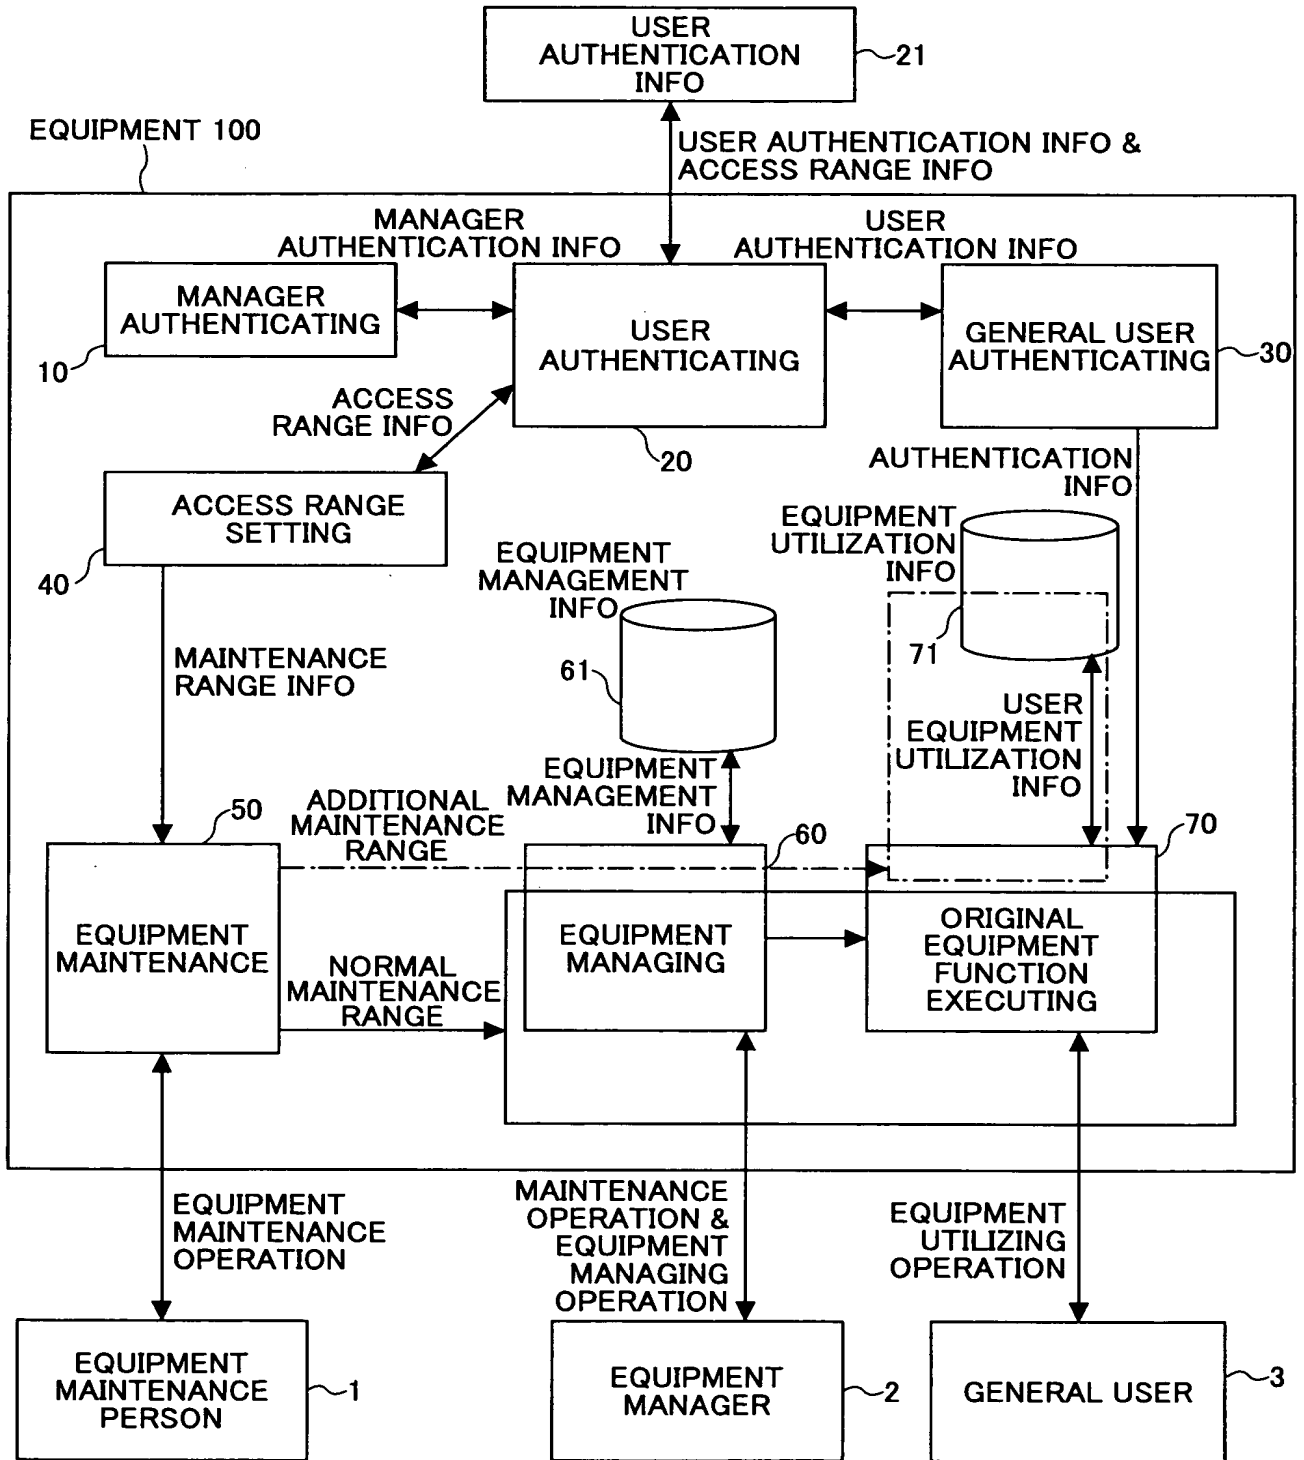 USER
AUTHENTICATION
INFO
21
EQUIPMENT 100
USER AUTHENTICATION INFO &
ACCESS RANGE INFO
MANAGER
AUTHENTICATION INFO
USER
AUTHENTICATION INFO
MANAGER
AUTHENTICATING
10
USER
AUTHENTICATING
20
GENERAL USER
AUTHENTICATING
30
ACCESS
RANGE INFO
AUTHENTICATION
INFO
ACCESS RANGE
SETTING
40
EQUIPMENT
MANAGEMENT
INFO
61
EQUIPMENT
UTILIZATION
INFO
71
MAINTENANCE
RANGE INFO
USER
EQUIPMENT
UTILIZATION
INFO
EQUIPMENT
MANAGEMENT
INFO
50
ADDITIONAL
MAINTENANCE
RANGE
60
70
EQUIPMENT
MAINTENANCE
NORMAL
MAINTENANCE
RANGE
EQUIPMENT
MANAGING
ORIGINAL
EQUIPMENT
FUNCTION
EXECUTING
EQUIPMENT
MAINTENANCE
OPERATION
MAINTENANCE
OPERATION &
EQUIPMENT
MANAGING
OPERATION
EQUIPMENT
UTILIZING
OPERATION
EQUIPMENT
MAINTENANCE
PERSON
1
EQUIPMENT
MANAGER
2
GENERAL USER
3